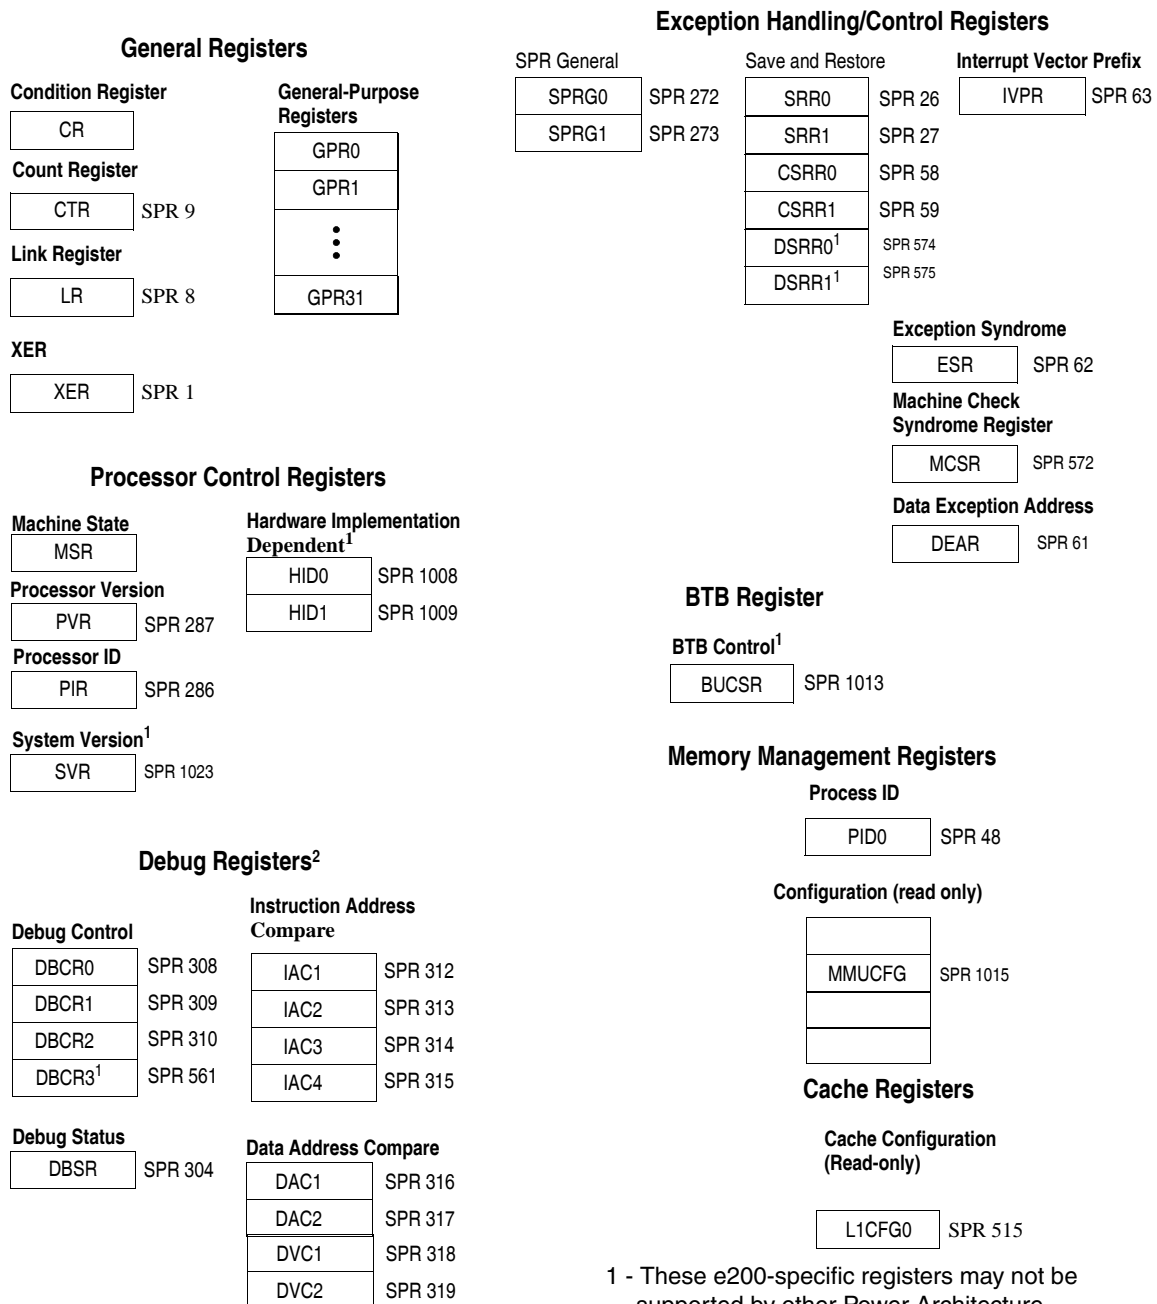 General Registers
Condition Register
CR
Count Register
CTR SPR 9
Link Register
LR SPR 8
XER
XER SPR 1
General-Purpose
Registers
GPR0
GPR1
GPR31
Exception Handling/Control Registers
SPR General
SPRG0 SPR 272
SPRG1 SPR 273
Save and Restore
SRR0 SPR 26
SRR1 SPR 27
CSRR0 SPR 58
CSRR1 SPR 59
DSRR0¹ SPR 574
DSRR1¹ SPR 575
Interrupt Vector Prefix
IVPR SPR 63
Exception Syndrome
ESR SPR 62
Machine Check
Syndrome Register
MCSR SPR 572
Data Exception Address
DEAR SPR 61
Processor Control Registers
Machine State
MSR
Processor Version
PVR SPR 287
Processor ID
PIR SPR 286
System Version¹
SVR SPR 1023
Hardware Implementation
Dependent¹
HID0 SPR 1008
HID1 SPR 1009
BTB Register
BTB Control¹
BUCSR SPR 1013
Memory Management Registers
Process ID
PID0 SPR 48
Configuration (read only)
MMUCFG SPR 1015
Debug Registers²
Debug Control
DBCR0 SPR 308
DBCR1 SPR 309
DBCR2 SPR 310
DBCR3¹ SPR 561
Debug Status
DBSR SPR 304
Instruction Address
Compare
IAC1 SPR 312
IAC2 SPR 313
IAC3 SPR 314
IAC4 SPR 315
Data Address Compare
DAC1 SPR 316
DAC2 SPR 317
DVC1 SPR 318
DVC2 SPR 319
Cache Registers
Cache Configuration
(Read-only)
L1CFG0 SPR 515
1 - These e200-specific registers may not be
supported by other Power Architecture